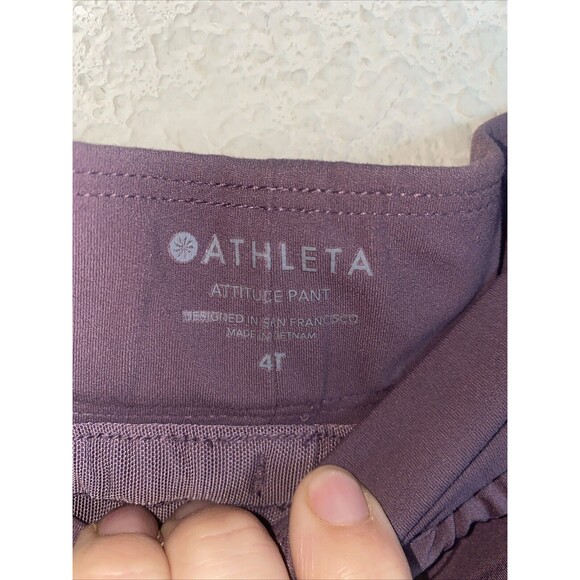 ATHLETA
ATTITUDE PANT
DESIGNED IN SAN FRANCISCO
MADE IN VIETNAM
4T